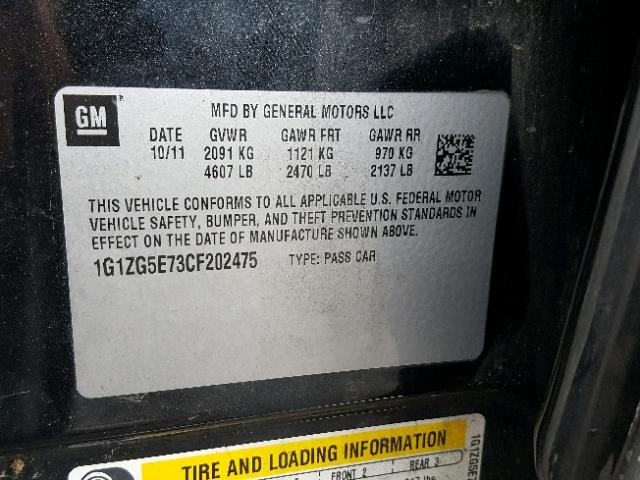 GM
MFD BY GENERAL MOTORS LLC
DATE GVWR GAWR FRT GAWR RR
10/11 2091 KG 1121 KG 970 KG
4607 LB 2470 LB 2137 LB
THIS VEHICLE CONFORMS TO ALL APPLICABLE U.S. FEDERAL MOTOR
VEHICLE SAFETY, BUMPER, AND THEFT PREVENTION STANDARDS IN
EFFECT ON THE DATE OF MANUFACTURE SHOWN ABOVE.
1G1ZG5E73CF202475 TYPE: PASS CAR
TIRE AND LOADING INFORMATION
FRONT 2 REAR 3
1G1ZG5E